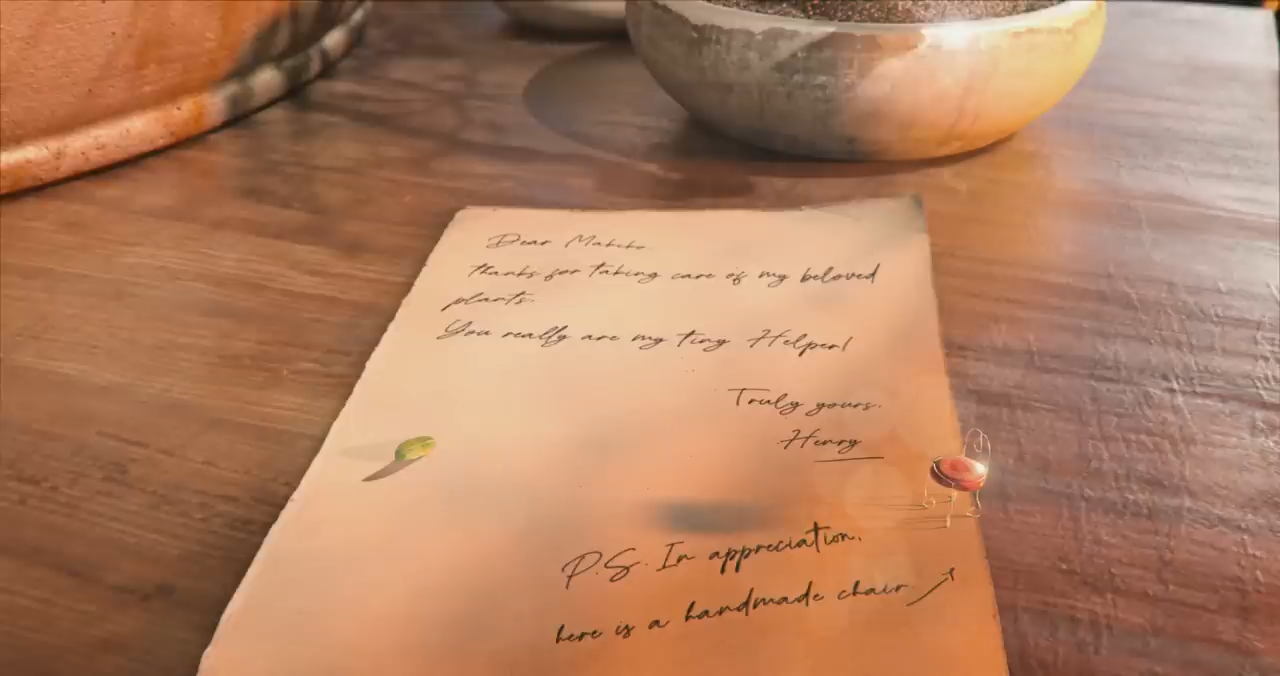 Dear Makibo.
thanks for taking care of my beloved
plants.
You really are my tiny Helper!
Truly yours.
Henry
P.S. In appreciation,
here is a handmade chair